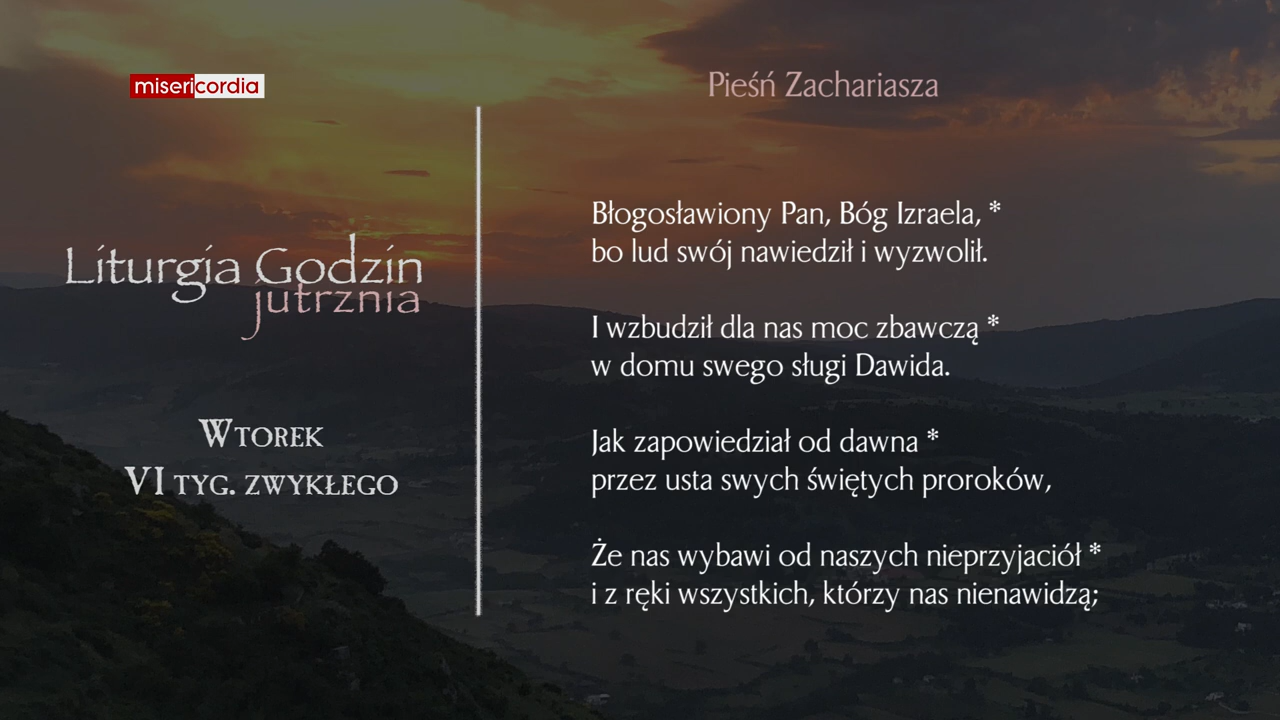 misericordia
Liturgia Godzin
jutrznia
Wtorek
VI tyg. zwykłego
Pieśń Zachariasza
Błogosławiony Pan, Bóg Izraela, *
bo lud swój nawiedził i wyzwolił.
I wzbudził dla nas moc zbawczą *
w domu swego sługi Dawida.
Jak zapowiedział od dawna *
przez usta swych świętych proroków,
Że nas wybawi od naszych nieprzyjaciół *
i z ręki wszystkich, którzy nas nienawidzą;